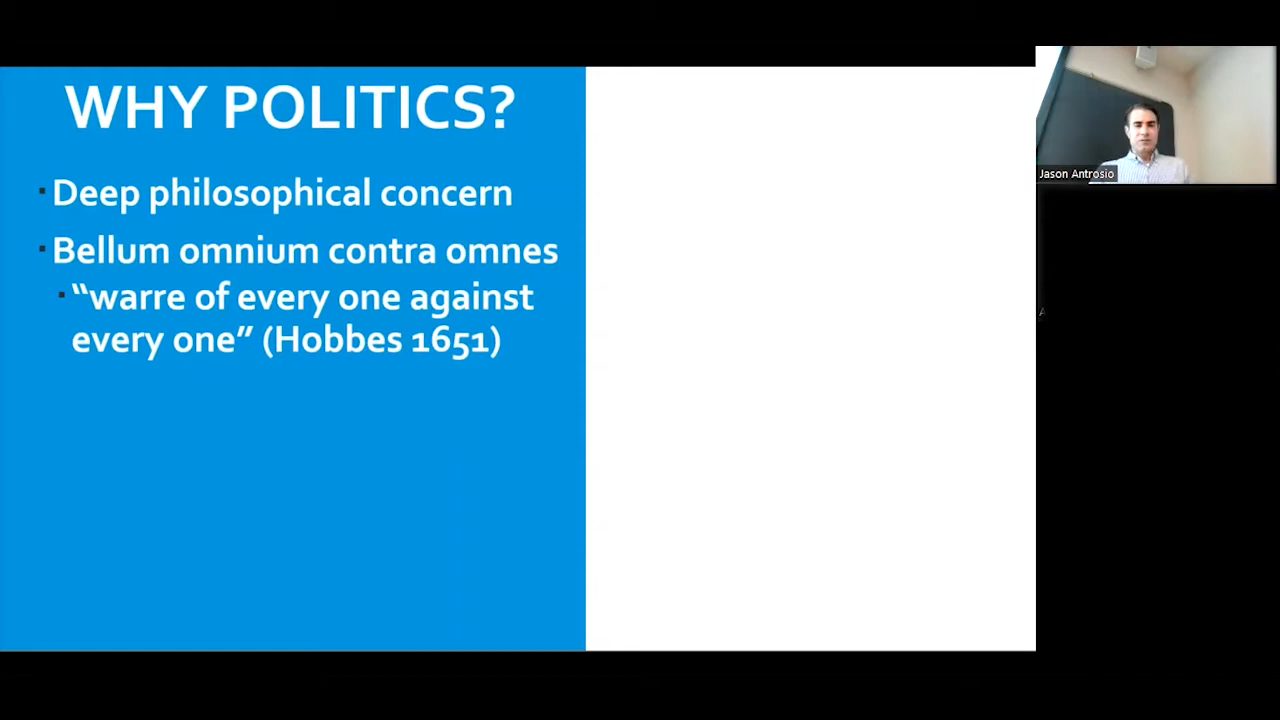 WHY POLITICS?
▪ Deep philosophical concern
▪ Bellum omnium contra omnes
▪ “warre of every one against
every one” (Hobbes 1651)
Jason Antrosio